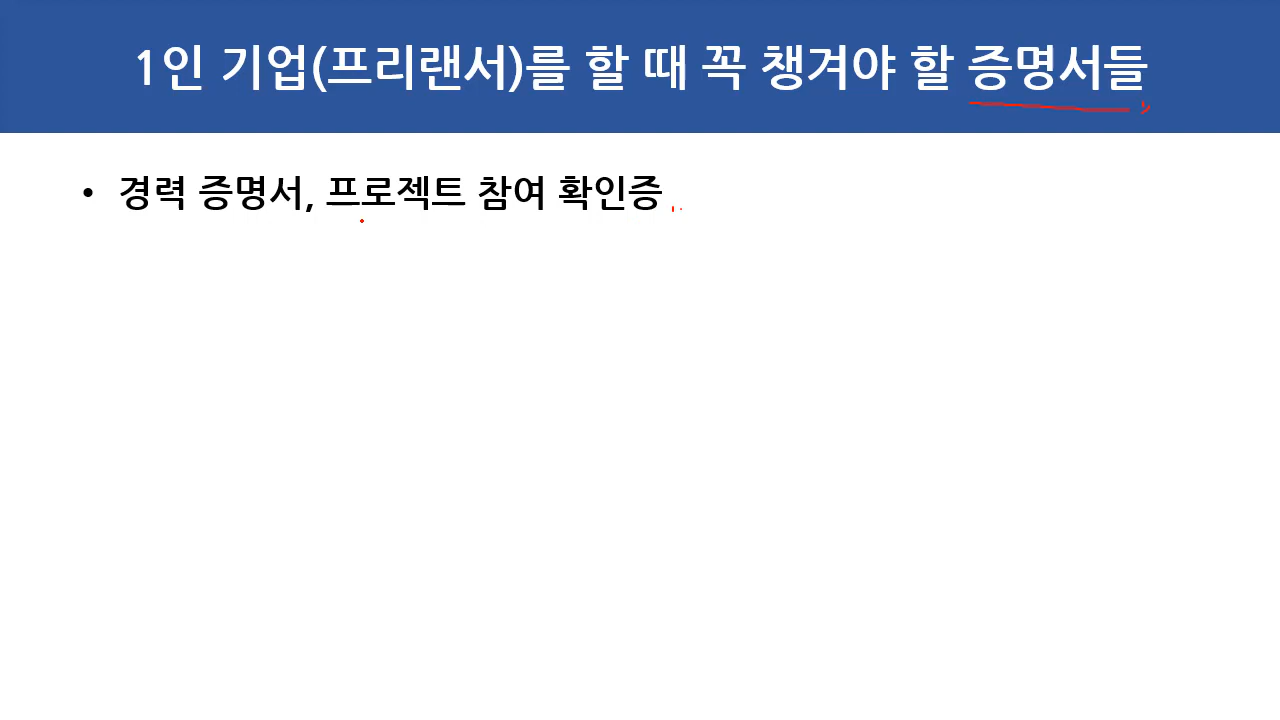 1인 기업(프리랜서)를 할 때 꼭 챙겨야 할 증명서들
• 경력 증명서, 프로젝트 참여 확인증